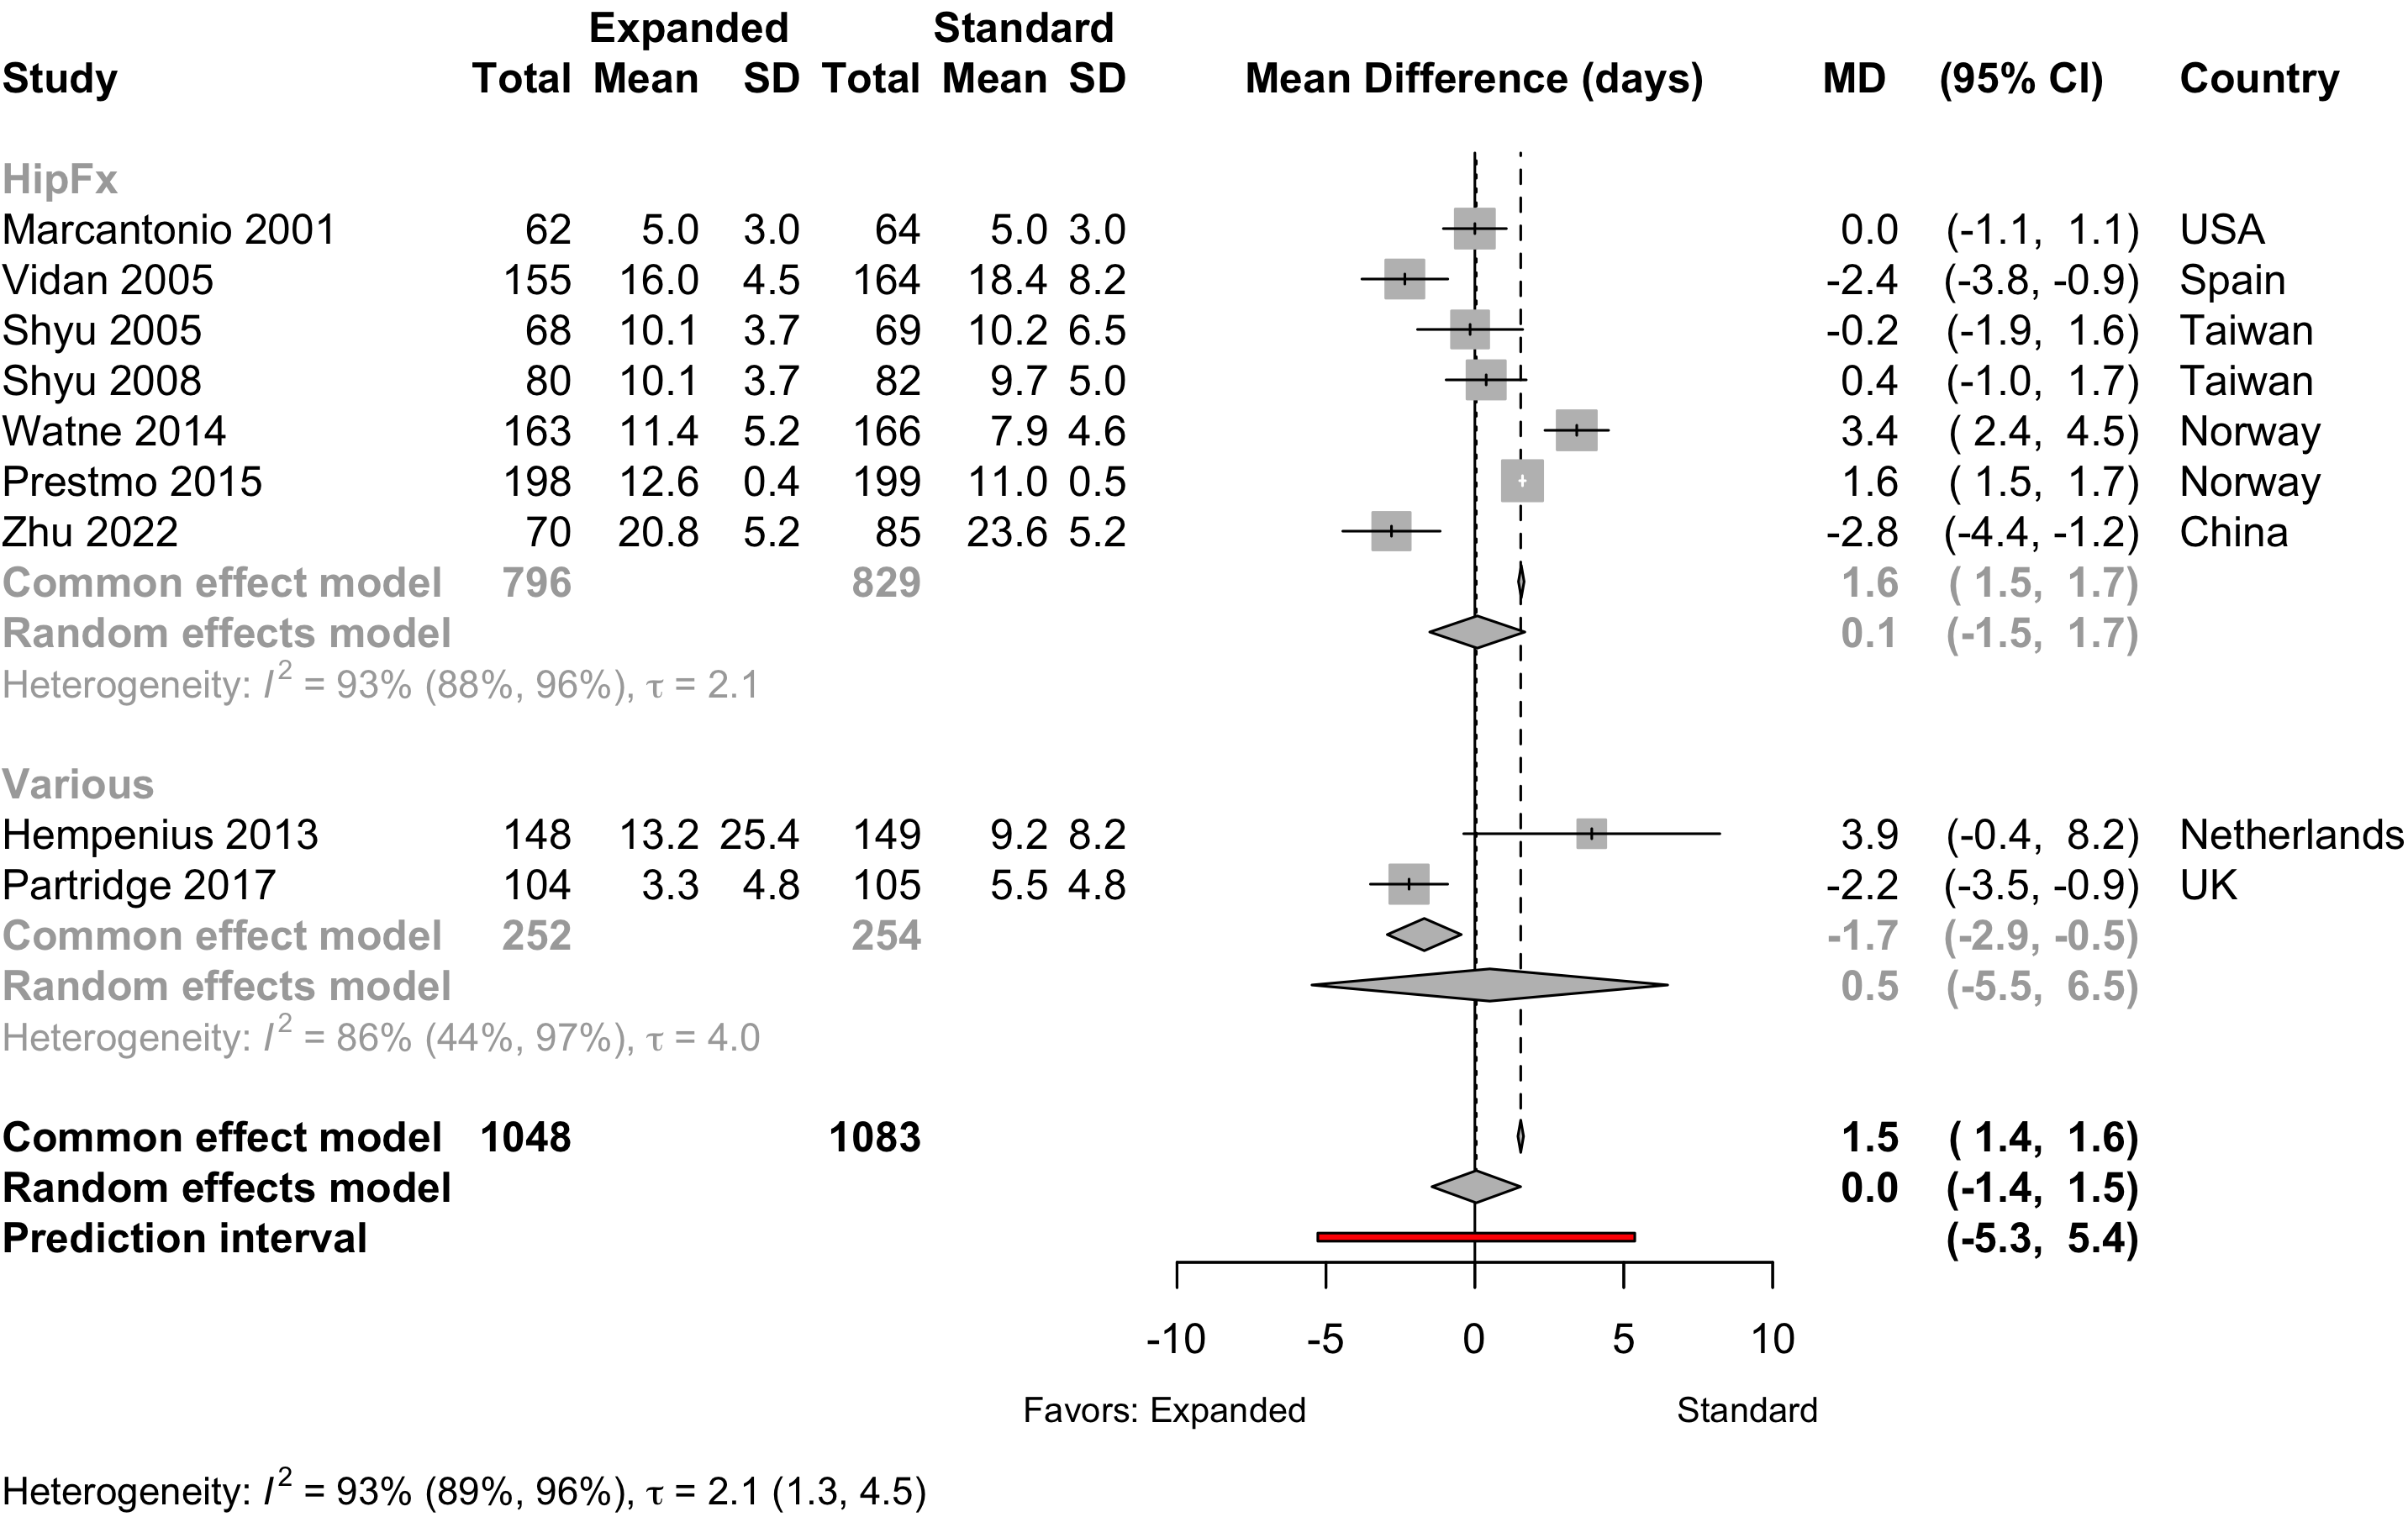 Expanded Standard
Study Total Mean SD Total Mean SD Mean Difference (days) MD (95% CI) Country
HipFx
Marcantonio 2001 62 5.0 3.0 64 5.0 3.0 0.0 (-1.1, 1.1) USA
Vidan 2005 155 16.0 4.5 164 18.4 8.2 -2.4 (-3.8, -0.9) Spain
Shyu 2005 68 10.1 3.7 69 10.2 6.5 -0.2 (-1.9, 1.6) Taiwan
Shyu 2008 80 10.1 3.7 82 9.7 5.0 0.4 (-1.0, 1.7) Taiwan
Watne 2014 163 11.4 5.2 166 7.9 4.6 3.4 ( 2.4, 4.5) Norway
Prestmo 2015 198 12.6 0.4 199 11.0 0.5 1.6 ( 1.5, 1.7) Norway
Zhu 2022 70 20.8 5.2 85 23.6 5.2 -2.8 (-4.4, -1.2) China
Common effect model 796 829 1.6 ( 1.5, 1.7)
Random effects model 0.1 (-1.5, 1.7)
Heterogeneity: I² = 93% (88%, 96%), τ = 2.1
Various
Hempenius 2013 148 13.2 25.4 149 9.2 8.2 3.9 (-0.4, 8.2) Netherlands
Partridge 2017 104 3.3 4.8 105 5.5 4.8 -2.2 (-3.5, -0.9) UK
Common effect model 252 254 -1.7 (-2.9, -0.5)
Random effects model 0.5 (-5.5, 6.5)
Heterogeneity: I² = 86% (44%, 97%), τ = 4.0
Common effect model 1048 1083 1.5 ( 1.4, 1.6)
Random effects model 0.0 (-1.4, 1.5)
Prediction interval (-5.3, 5.4)
-10 -5 0 5 10
Favors: Expanded Standard
Heterogeneity: I² = 93% (89%, 96%), τ = 2.1 (1.3, 4.5)